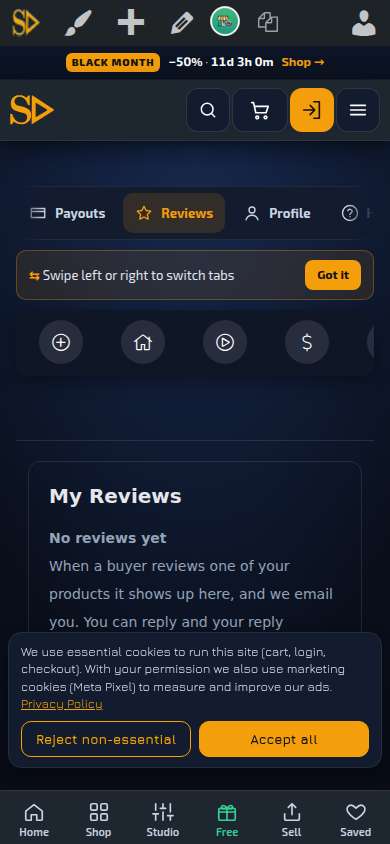 BLACK MONTH −50% · 11d 3h 0m Shop →
Payouts Reviews Profile
⇆ Swipe left or right to switch tabs Got it
My Reviews
No reviews yet
When a buyer reviews one of your
products it shows up here, and we email
you. You can reply and your reply
We use essential cookies to run this site (cart, login,
checkout). With your permission we also use marketing
cookies (Meta Pixel) to measure and improve our ads.
Privacy Policy
Reject non-essential Accept all
Home Shop Studio Free Sell Saved